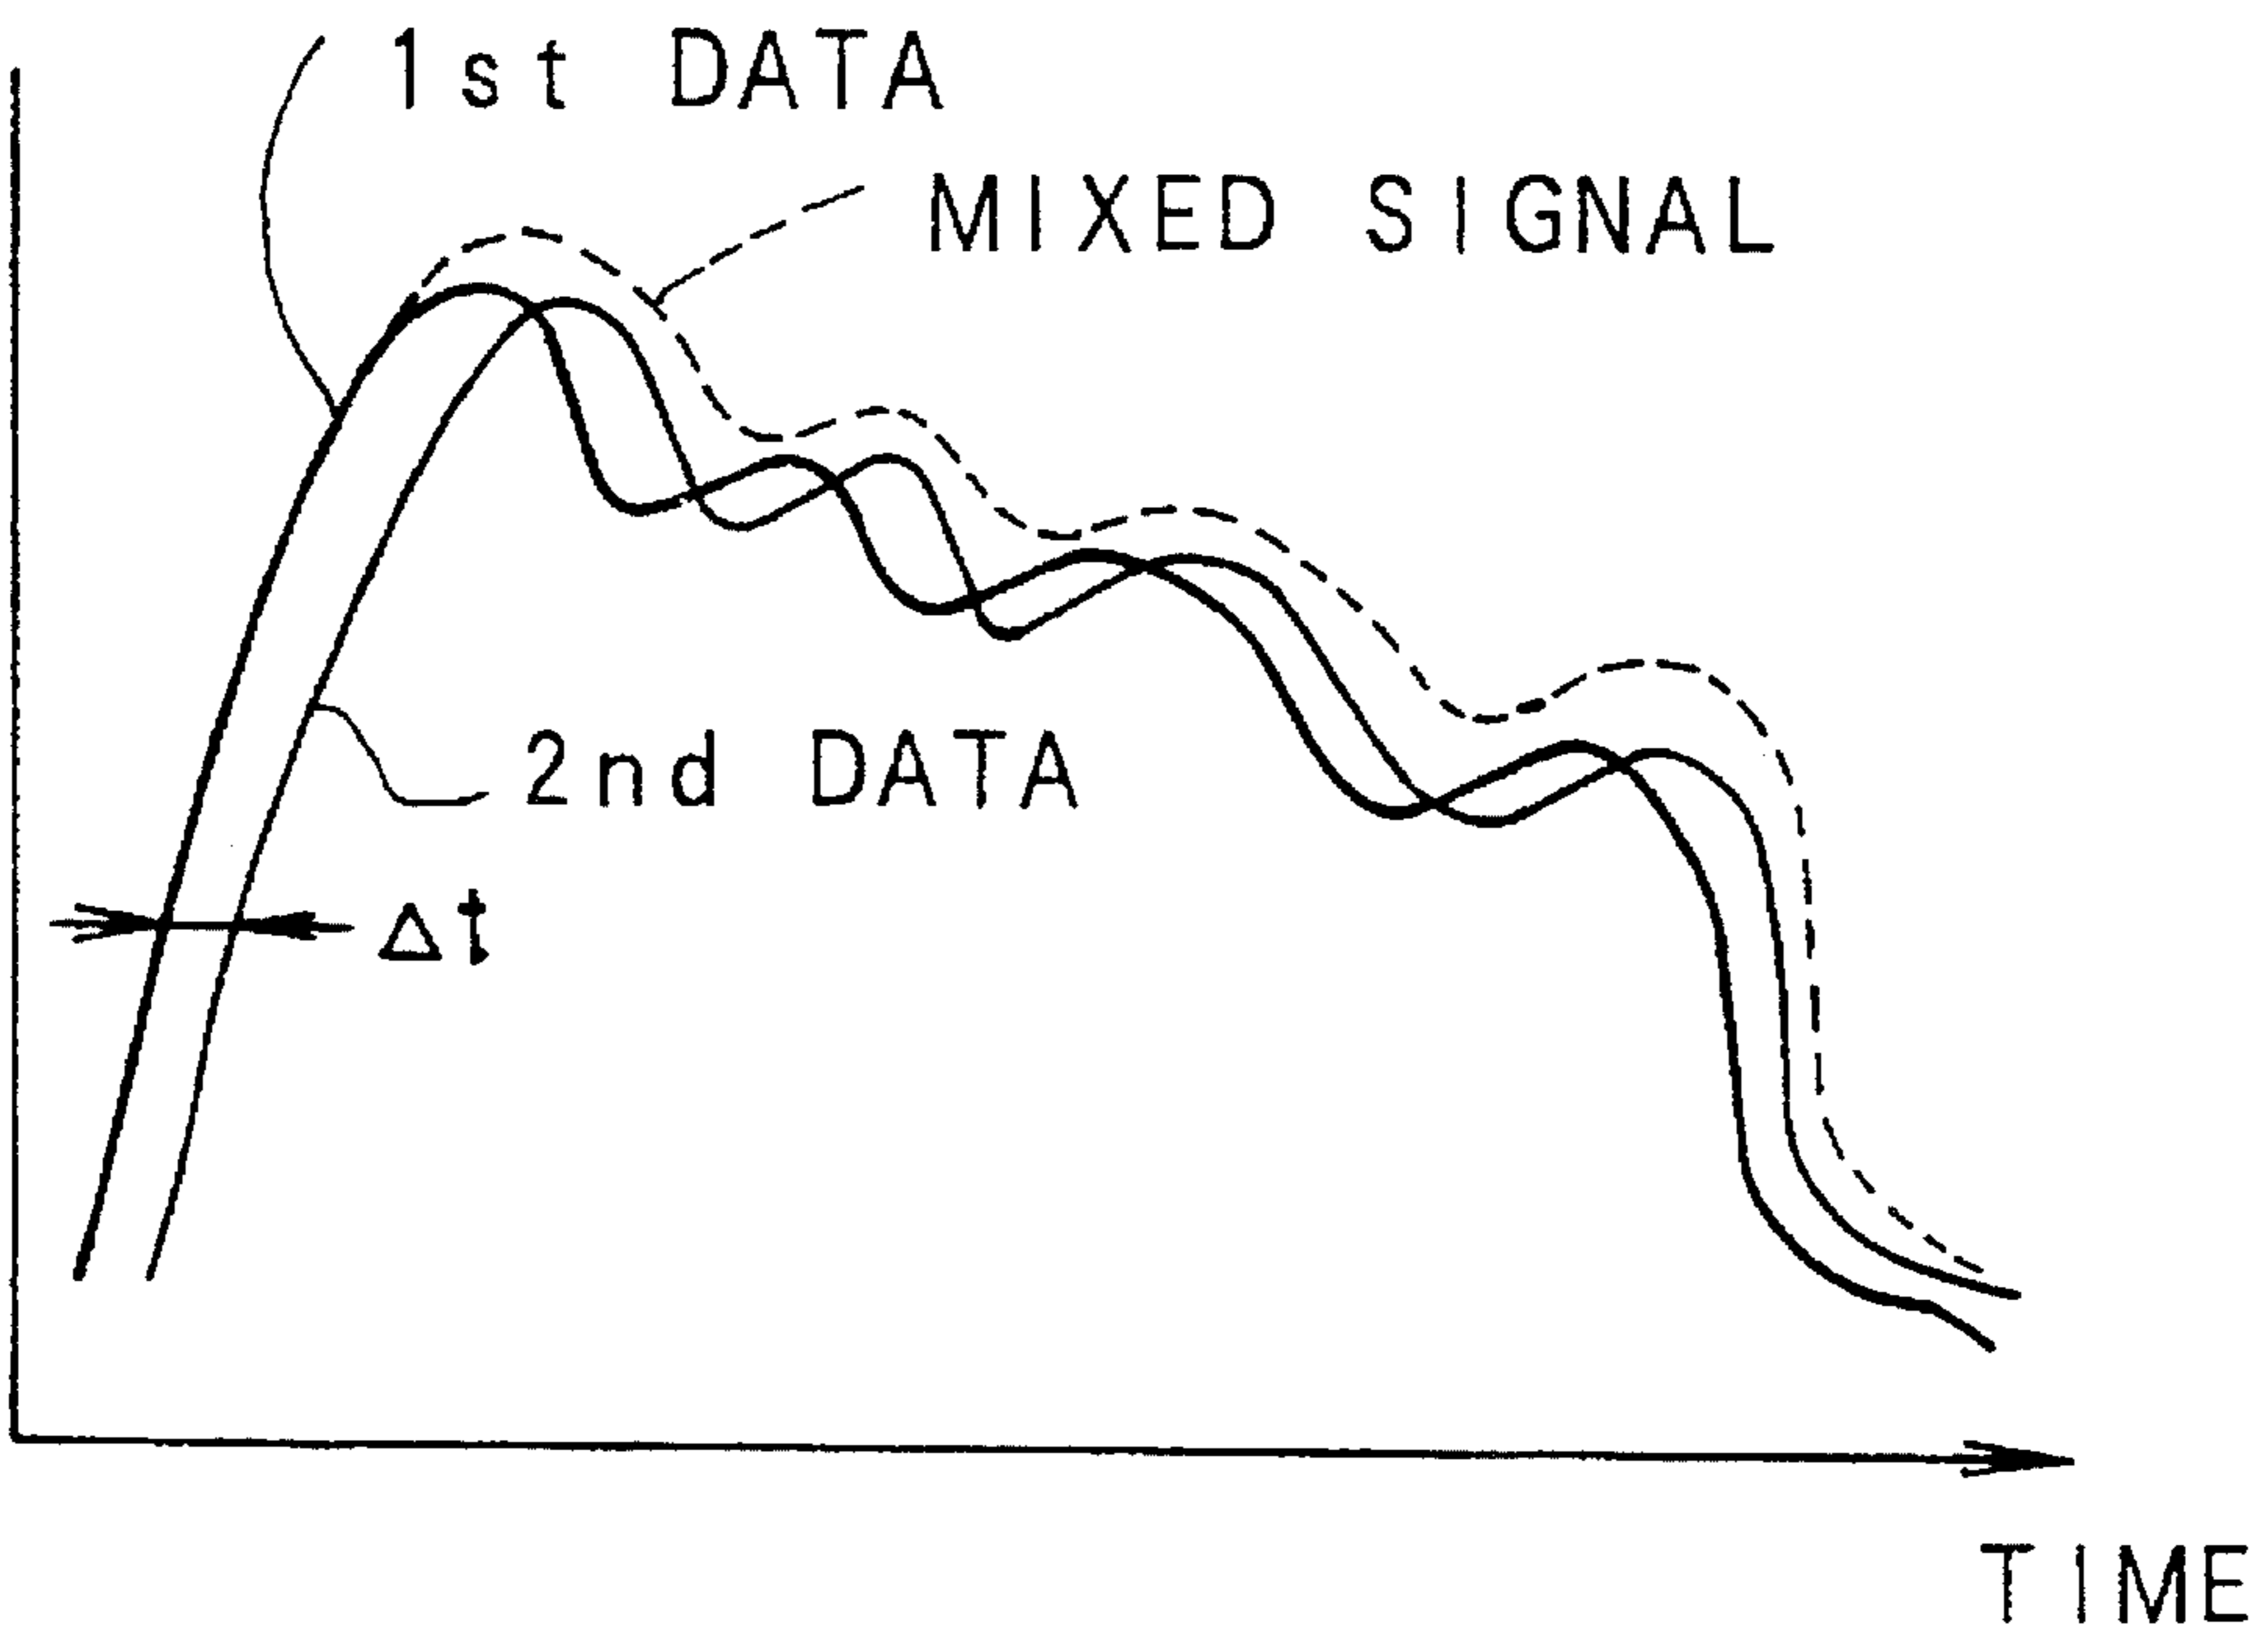 1st DATA
MIXED SIGNAL
2nd DATA
Δt
TIME